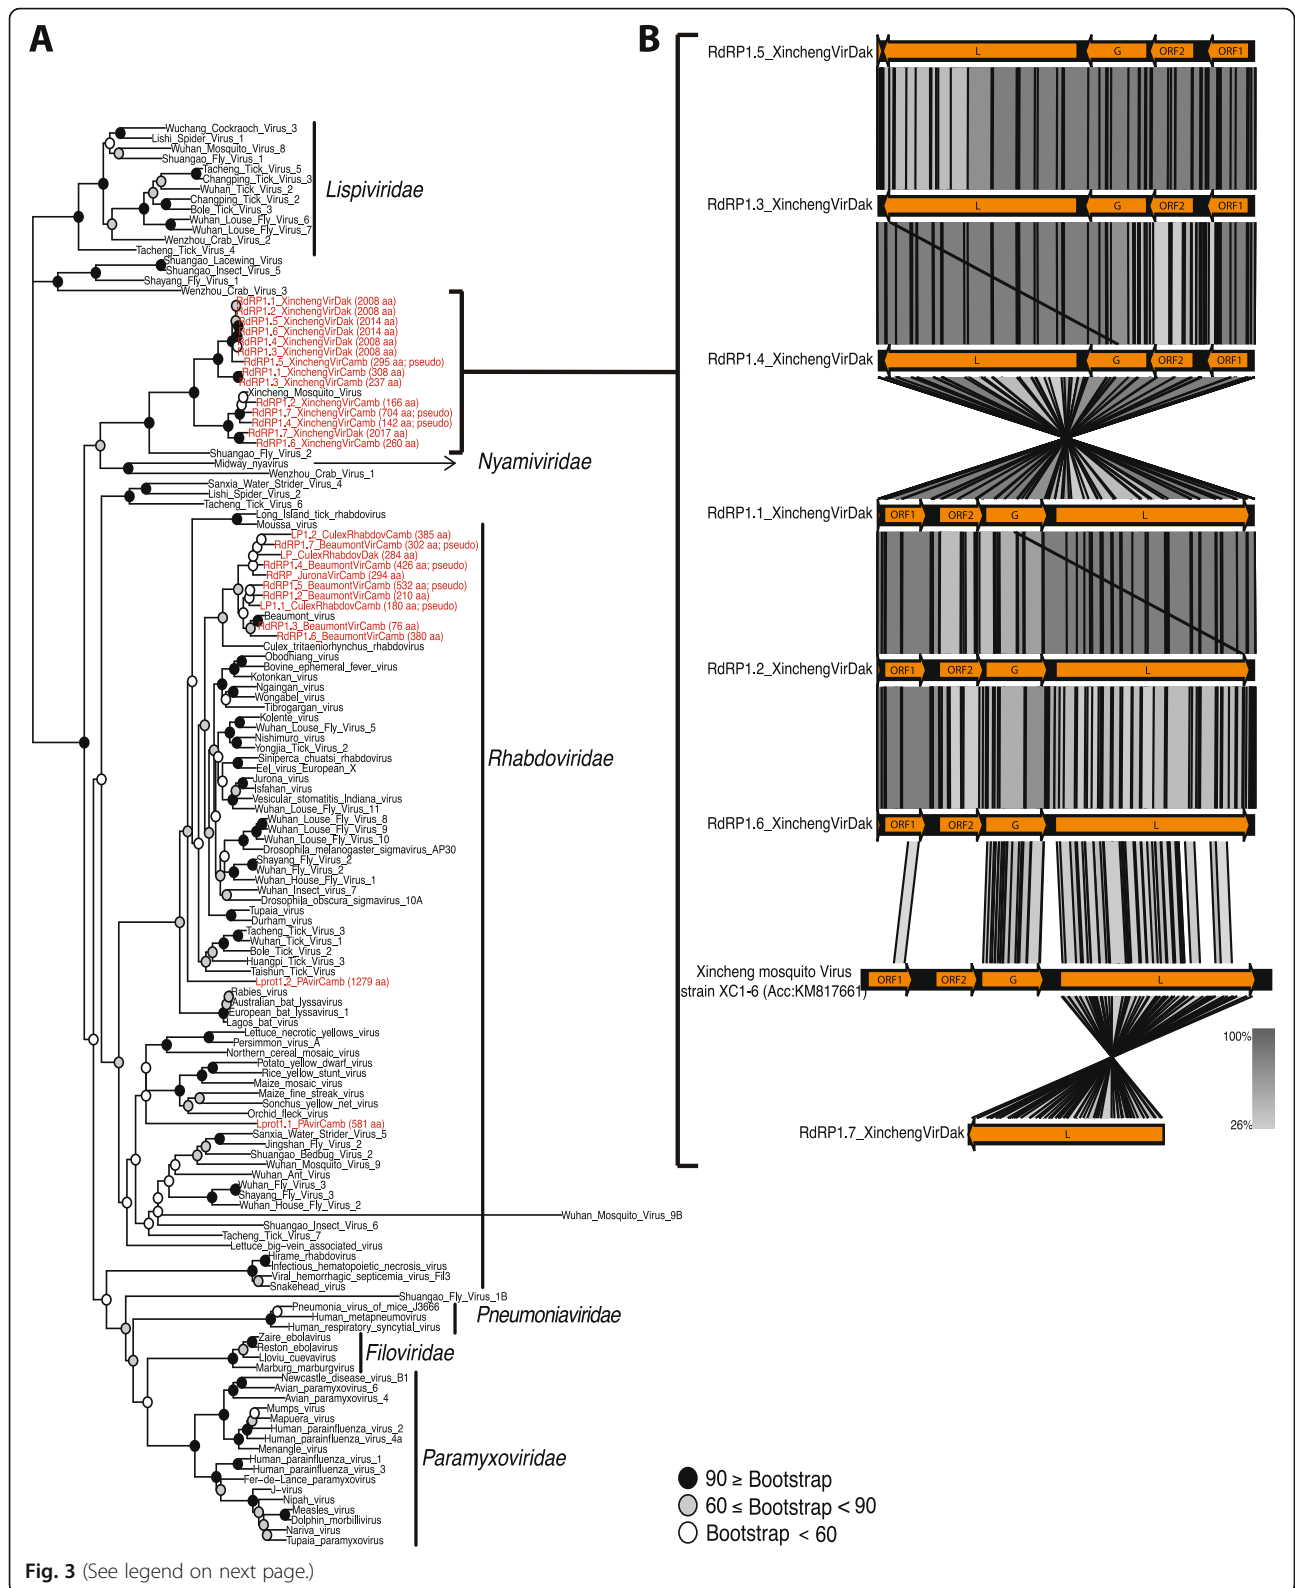 A
Wuchang_Cockraoch_Virus_3
Lishi_Spider_Virus_1
Wuhan_Mosquito_Virus_8
Shuangao_Fly_Virus_1
Tacheng_Tick_Virus_5
Changping_Tick_Virus_3
Wuhan_Tick_Virus_2
Changping_Tick_Virus_2
Bole_Tick_Virus_3
Wuhan_Louse_Fly_Virus_6
Wuhan_Louse_Fly_Virus_7
Wenzhou_Crab_Virus_2
Tacheng_Tick_Virus_4
Lispiviridae
Shuangao_Lacewing_Virus
Shuangao_Insect_Virus_5
Shayang_Fly_Virus_1
Wenzhou_Crab_Virus_3
RdRP1.1_XinchengVirDak (2008 aa)
RdRP1.2_XinchengVirDak (2008 aa)
RdRP1.5_XinchengVirDak (2014 aa)
RdRP1.6_XinchengVirDak (2014 aa)
RdRP1.4_XinchengVirDak (2008 aa)
RdRP1.3_XinchengVirDak (2008 aa)
RdRP1.5_XinchengVirCamb (295 aa; pseudo)
RdRP1.1_XinchengVirCamb (308 aa)
RdRP1.3_XinchengVirCamb (237 aa)
Xincheng_Mosquito_Virus
RdRP1.2_XinchengVirCamb (166 aa)
RdRP1.7_XinchengVirCamb (704 aa; pseudo)
RdRP1.4_XinchengVirCamb (142 aa; pseudo)
RdRP1.7_XinchengVirDak (2017 aa)
RdRP1.6_XinchengVirCamb (260 aa)
Shuangao_Fly_Virus_2
Midway_nyavirus
Nyamiviridae
Wenzhou_Crab_Virus_1
Sanxia_Water_Strider_Virus_4
Lishi_Spider_Virus_2
Tacheng_Tick_Virus_6
Long_Island_tick_rhabdovirus
Moussa_virus
LP1.2_CulexRhabdovCamb (385 aa)
RdRP1.7_BeaumontVirCamb (302 aa; pseudo)
LP_CulexRhabdovDak (284 aa)
RdRP1.4_BeaumontVirCamb (426 aa; pseudo)
RdRP_JuronaVirCamb (294 aa)
RdRP1.5_BeaumontVirCamb (532 aa; pseudo)
RdRP1.2_BeaumontVirCamb (210 aa)
LP1.1_CulexRhabdovCamb (180 aa; pseudo)
Beaumont_virus
RdRP1.3_BeaumontVirCamb (76 aa)
RdRP1.6_BeaumontVirCamb (380 aa)
Culex_tritaeniorhynchus_rhabdovirus
Obodhiang_virus
Bovine_ephemeral_fever_virus
Kotonkan_virus
Ngaingan_virus
Wongabel_virus
Tibrogargan_virus
Kolente_virus
Wuhan_Louse_Fly_Virus_5
Nishimuro_virus
Yongjia_Tick_Virus_2
Siniperca_chuatsi_rhabdovirus
Eel_virus_European_X
Jurona_virus
Isfahan_virus
Vesicular_stomatitis_Indiana_virus
Wuhan_Louse_Fly_Virus_11
Wuhan_Louse_Fly_Virus_8
Wuhan_Louse_Fly_Virus_9
Wuhan_Louse_Fly_Virus_10
Drosophila_melanogaster_sigmavirus_AP30
Shayang_Fly_Virus_2
Wuhan_Fly_Virus_2
Wuhan_House_Fly_Virus_1
Wuhan_Insect_virus_7
Drosophila_obscura_sigmavirus_10A
Tupaia_virus
Durham_virus
Tacheng_Tick_Virus_3
Wuhan_Tick_Virus_1
Bole_Tick_Virus_2
Huangpi_Tick_Virus_3
Taishun_Tick_Virus
Lprot1.2_PAvirCamb (1279 aa)
Rabies_virus
Australian_bat_lyssavirus
European_bat_lyssavirus_1
Lagos_bat_virus
Lettuce_necrotic_yellows_virus
Persimmon_virus_A
Northern_cereal_mosaic_virus
Potato_yellow_dwarf_virus
Rice_yellow_stunt_virus
Maize_mosaic_virus
Maize_fine_streak_virus
Sonchus_yellow_net_virus
Orchid_fleck_virus
Lprot1.1_PAvirCamb (581 aa)
Sanxia_Water_Strider_Virus_5
Jingshan_Fly_Virus_2
Shuangao_Bedbug_Virus_2
Wuhan_Mosquito_Virus_9
Wuhan_Ant_Virus
Wuhan_Fly_Virus_3
Shayang_Fly_Virus_3
Wuhan_House_Fly_Virus_2
Wuhan_Mosquito_Virus_9B
Shuangao_Insect_Virus_6
Tacheng_Tick_Virus_7
Lettuce_big-vein_associated_virus
Hirame_rhabdovirus
Infectious_hematopoietic_necrosis_virus
Viral_hemorrhagic_septicemia_virus_Fil3
Snakehead_virus
Rhabdoviridae
Shuangao_Fly_Virus_1B
Pneumonia_virus_of_mice_J3666
Human_metapneumovirus
Human_respiratory_syncytial_virus
Pneumoniaviridae
Zaire_ebolavirus
Reston_ebolavirus
Lloviu_cuevavirus
Marburg_marburgvirus
Filoviridae
Newcastle_disease_virus_B1
Avian_paramyxovirus_6
Avian_paramyxovirus_4
Mumps_virus
Mapuera_virus
Human_parainfluenza_virus_2
Human_parainfluenza_virus_4a
Menangle_virus
Human_parainfluenza_virus_1
Human_parainfluenza_virus_3
Fer-de-Lance_paramyxovirus
J-virus
Nipah_virus
Measles_virus
Dolphin_morbillivirus
Nariva_virus
Tupaia_paramyxovirus
Paramyxoviridae
B
RdRP1.5_XinchengVirDak L G ORF2 ORF1
RdRP1.3_XinchengVirDak L G ORF2 ORF1
RdRP1.4_XinchengVirDak L G ORF2 ORF1
RdRP1.1_XinchengVirDak ORF1 ORF2 G L
RdRP1.2_XinchengVirDak ORF1 ORF2 G L
RdRP1.6_XinchengVirDak ORF1 ORF2 G L
Xincheng mosquito Virus
strain XC1-6 (Acc:KM817661) ORF1 ORF2 G L
100%
26%
RdRP1.7_XinchengVirDak L
90 ≥ Bootstrap
60 ≤ Bootstrap < 90
Bootstrap < 60
Fig. 3 (See legend on next page.)